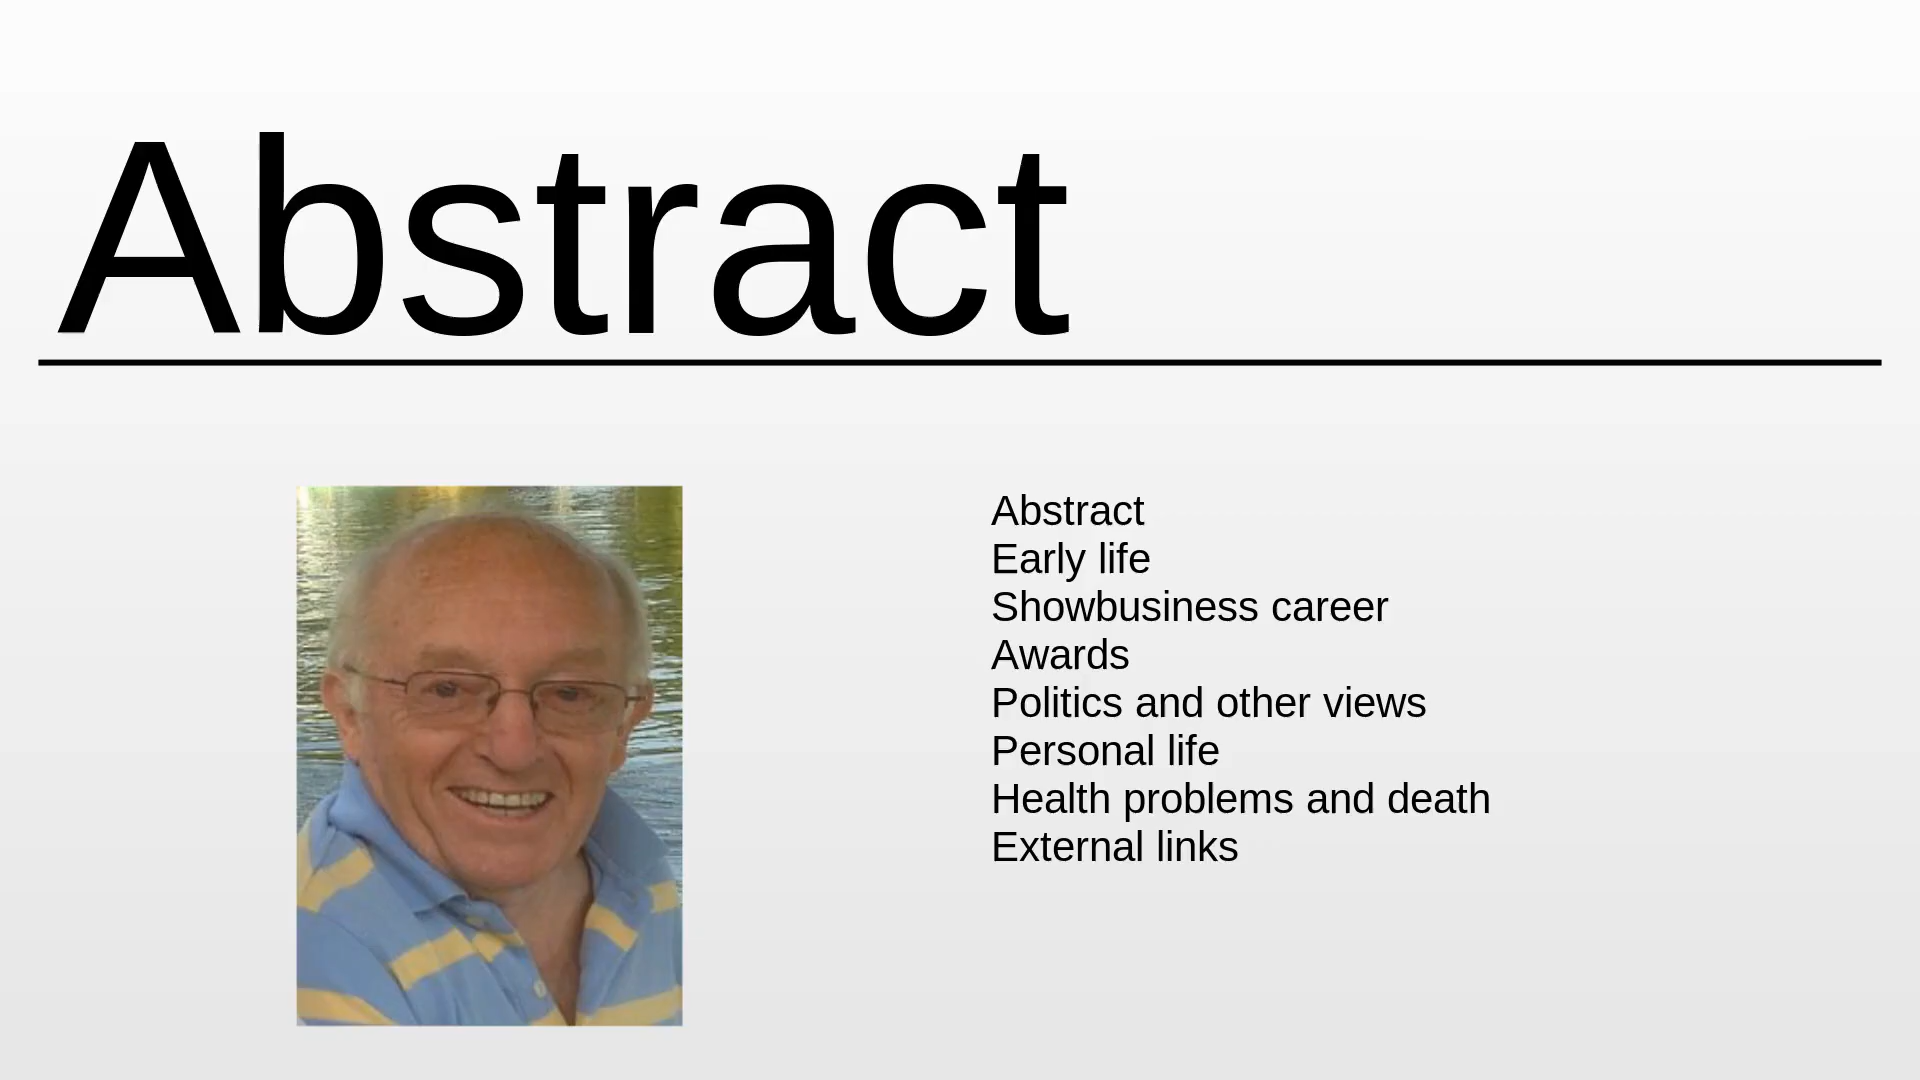 Abstract
Abstract
Early life
Showbusiness career
Awards
Politics and other views
Personal life
Health problems and death
External links